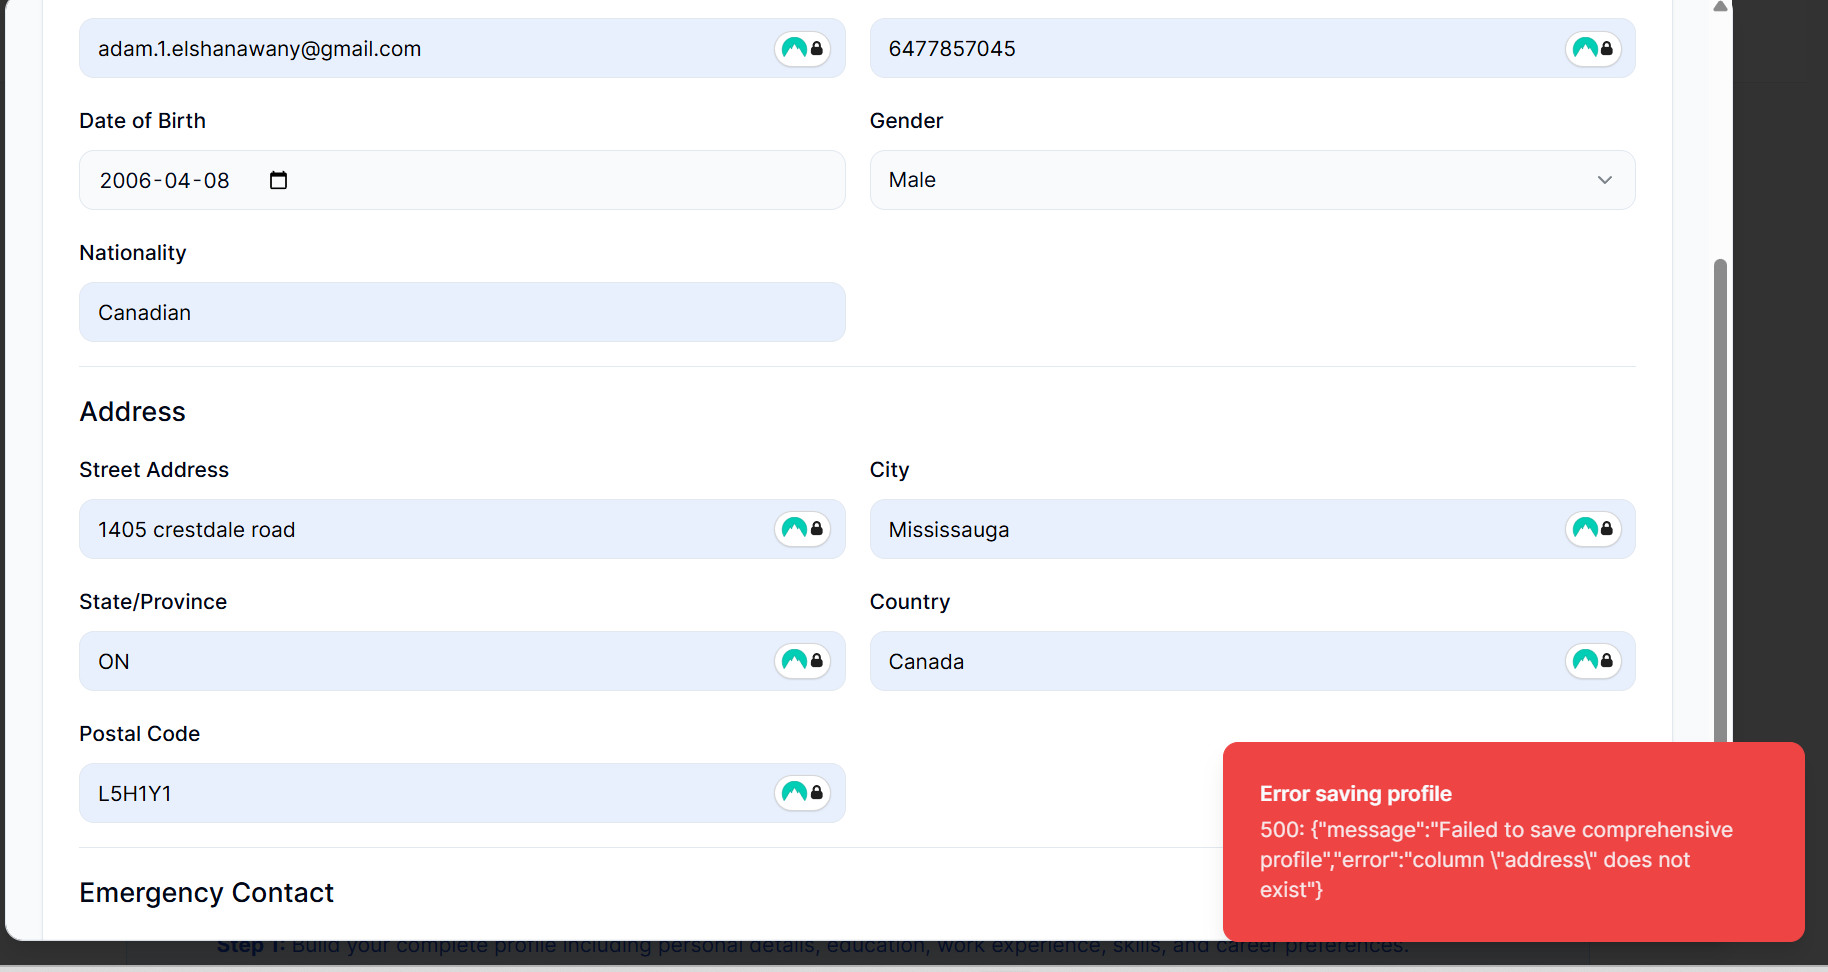 adam.1.elshanawany@gmail.com
6477857045
Date of Birth
Gender
2006-04-08
Male
Nationality
Canadian
Address
Street Address
City
1405 crestdale road
Mississauga
State/Province
Country
ON
Canada
Postal Code
L5H1Y1
Emergency Contact
Error saving profile
500: {"message":"Failed to save comprehensive
profile","error":"column \"address\" does not
exist"}
Step 1: Build your complete profile including personal details, education, work experience, skills, and career preferences.